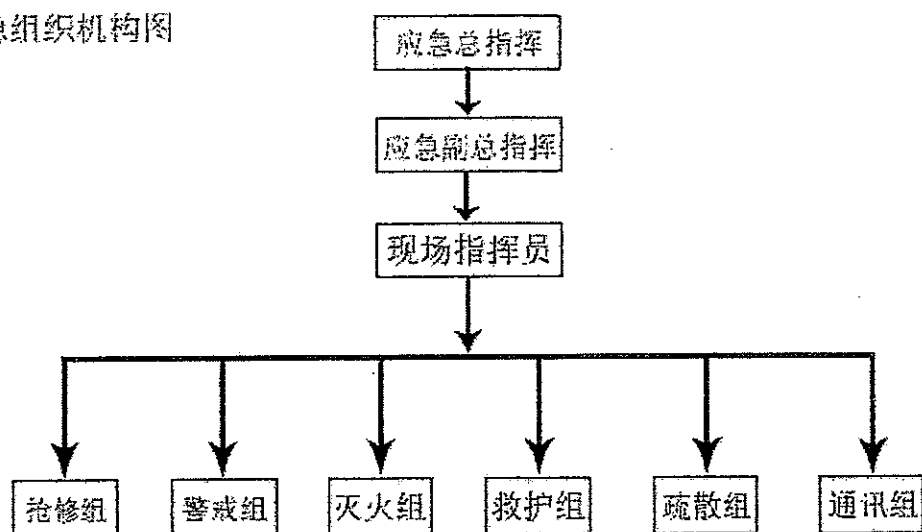 急组织机构图
应急总指挥
应急副总指挥
现场指挥员
抢修组 警戒组 灭火组 救护组 疏散组 通讯组